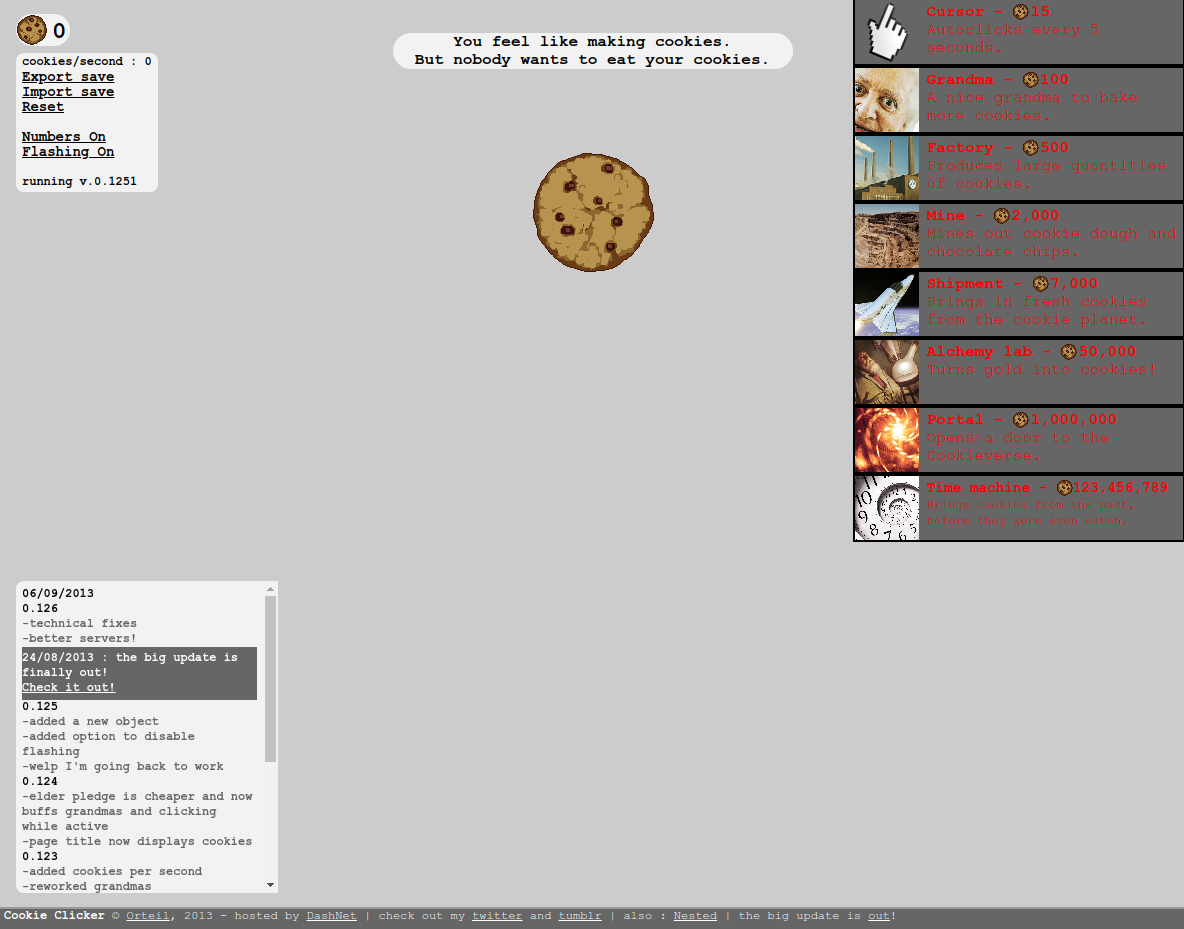 0
cookies/second : 0
Export save
Import save
Reset
Numbers On
Flashing On
running v.0.1251
You feel like making cookies.
But nobody wants to eat your cookies.
Cursor - 15
Autoclicks every 5
seconds.
Grandma - 100
A nice grandma to bake
more cookies.
Factory - 500
Produces large quantities
of cookies.
Mine - 2,000
Mines out cookie dough and
chocolate chips.
Shipment - 7,000
Brings in fresh cookies
from the cookie planet.
Alchemy lab - 50,000
Turns gold into cookies!
Portal - 1,000,000
Opens a door to the
Cookieverse.
Time machine - 123,456,789
Brings cookies from the past,
before they were even eaten.
06/09/2013
0.126
-technical fixes
-better servers!
24/08/2013 : the big update is
finally out!
Check it out!
0.125
-added a new object
-added option to disable
flashing
-welp I'm going back to work
0.124
-elder pledge is cheaper and now
buffs grandmas and clicking
while active
-page title now displays cookies
0.123
-added cookies per second
-reworked grandmas
Cookie Clicker © Orteil, 2013 - hosted by DashNet | check out my twitter and tumblr | also : Nested | the big update is out!